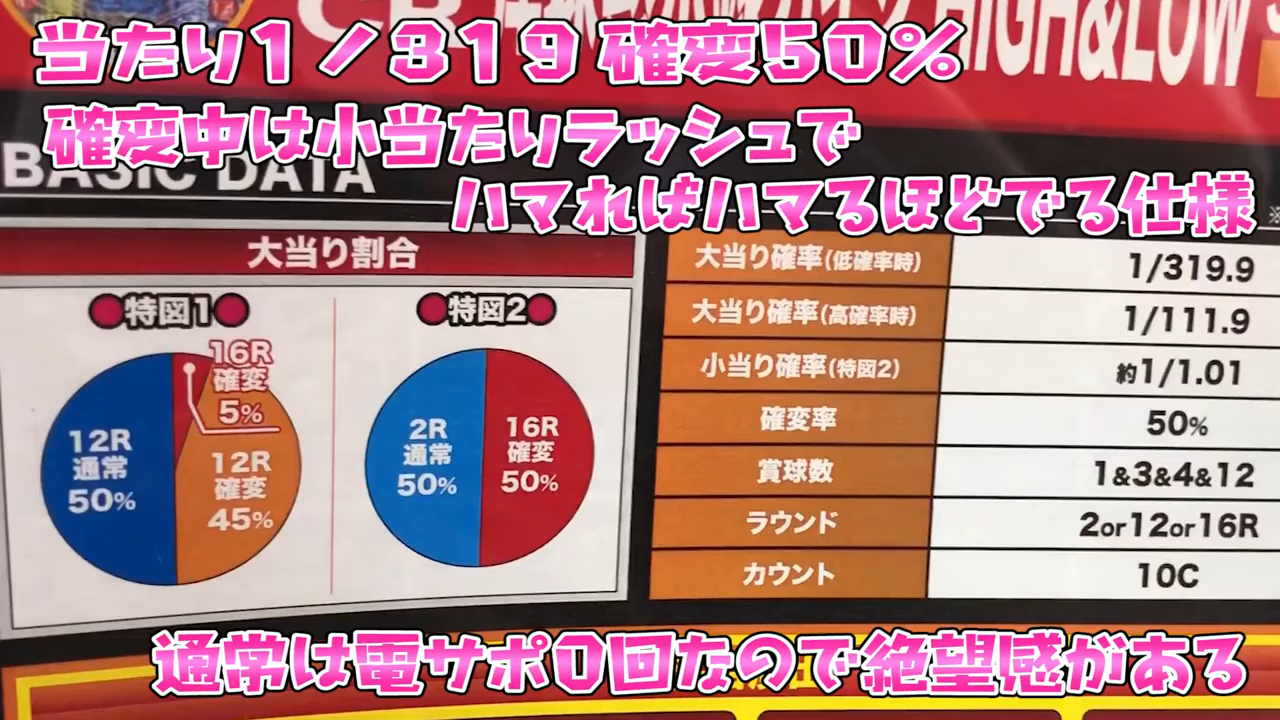 HIGH&LOW
当たり1/319 確変50%
確変中は小当たりラッシュで
ハマればハマるほどでる仕様
BASIC DATA
大当り割合
特図1
16R
確変
5%
12R
通常
50%
12R
確変
45%
特図2
2R
通常
50%
16R
確変
50%
大当り確率(低確率時) 1/319.9
大当り確率(高確率時) 1/111.9
小当り確率(特図2) 約1/1.01
確変率 50%
賞球数 1&3&4&12
ラウンド 2or12or16R
カウント 10C
通常は電サポ0回なので絶望感がある